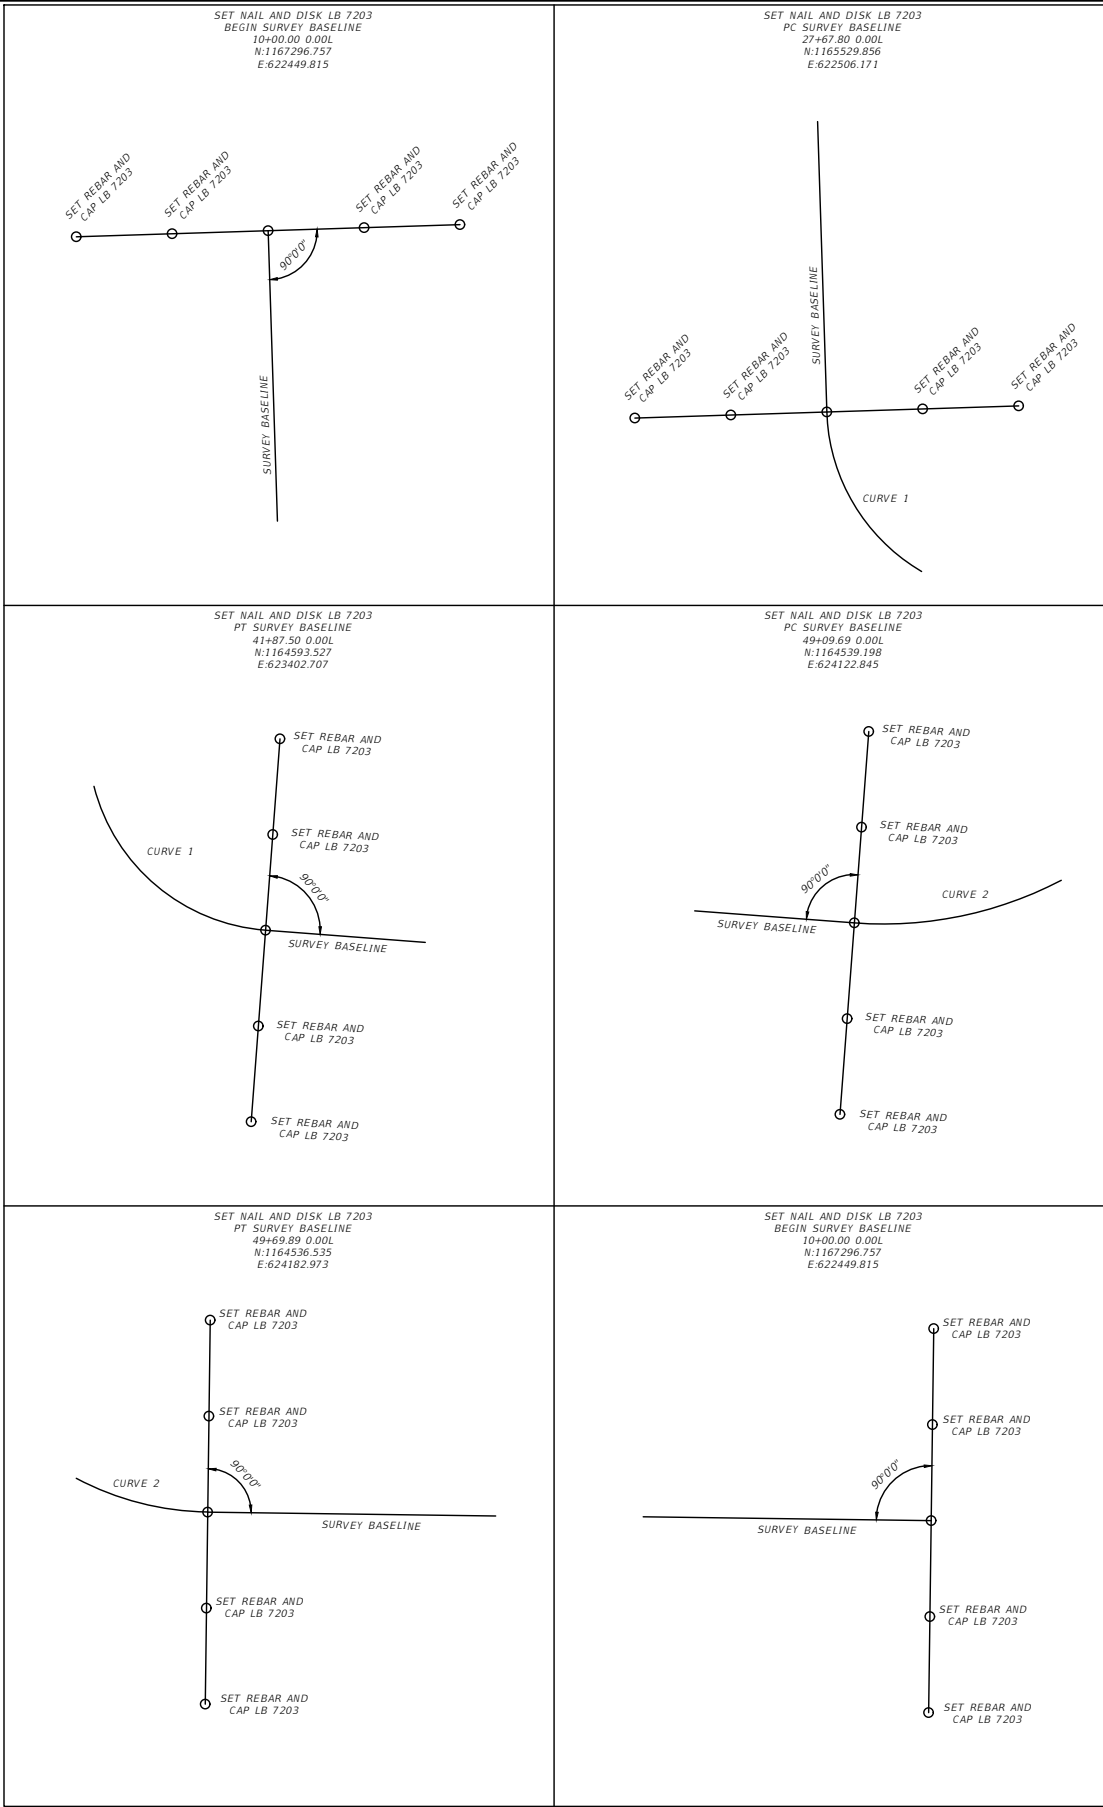 SET NAIL AND DISK LB 7203
BEGIN SURVEY BASELINE
10+00.00 0.00L
N:1167296.757
E:622449.815
SET REBAR AND
CAP LB 7203
SET REBAR AND
CAP LB 7203
SET REBAR AND
CAP LB 7203
SET REBAR AND
CAP LB 7203
90°0'0"
SURVEY BASELINE
SET NAIL AND DISK LB 7203
PC SURVEY BASELINE
27+67.80 0.00L
N:1165529.856
E:622506.171
SURVEY BASELINE
SET REBAR AND
CAP LB 7203
SET REBAR AND
CAP LB 7203
SET REBAR AND
CAP LB 7203
SET REBAR AND
CAP LB 7203
CURVE 1
SET NAIL AND DISK LB 7203
PT SURVEY BASELINE
41+87.50 0.00L
N:1164593.527
E:623402.707
SET REBAR AND
CAP LB 7203
SET REBAR AND
CAP LB 7203
CURVE 1
90°0'0"
SURVEY BASELINE
SET REBAR AND
CAP LB 7203
SET REBAR AND
CAP LB 7203
SET NAIL AND DISK LB 7203
PC SURVEY BASELINE
49+09.69 0.00L
N:1164539.198
E:624122.845
SET REBAR AND
CAP LB 7203
SET REBAR AND
CAP LB 7203
90°0'0"
CURVE 2
SURVEY BASELINE
SET REBAR AND
CAP LB 7203
SET REBAR AND
CAP LB 7203
SET NAIL AND DISK LB 7203
PT SURVEY BASELINE
49+69.89 0.00L
N:1164536.535
E:624182.973
SET REBAR AND
CAP LB 7203
SET REBAR AND
CAP LB 7203
90°0'0"
CURVE 2
SURVEY BASELINE
SET REBAR AND
CAP LB 7203
SET REBAR AND
CAP LB 7203
SET NAIL AND DISK LB 7203
BEGIN SURVEY BASELINE
10+00.00 0.00L
N:1167296.757
E:622449.815
SET REBAR AND
CAP LB 7203
SET REBAR AND
CAP LB 7203
90°0'0"
SURVEY BASELINE
SET REBAR AND
CAP LB 7203
SET REBAR AND
CAP LB 7203